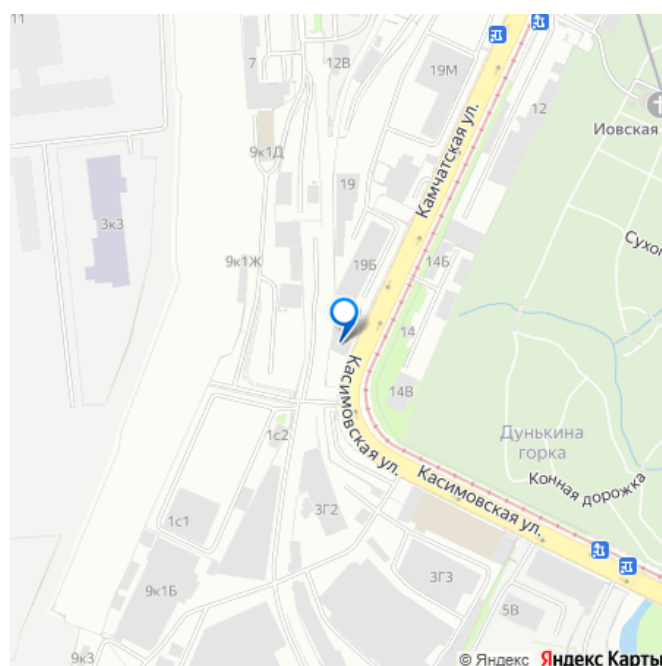 11
7
12В
19М
12
Иовская
9к1Д
Камчатская ул.
3к3
19
Сухо
9к1Ж
19Б
14Б
14
Касимовская ул.
14В
Дунькина
горка
1с2
Касимовская ул.
Конная дорожка
3Г2
1с1
9к1Б
3Г3
5В
9к3
© Яндекс Яндекс Карты